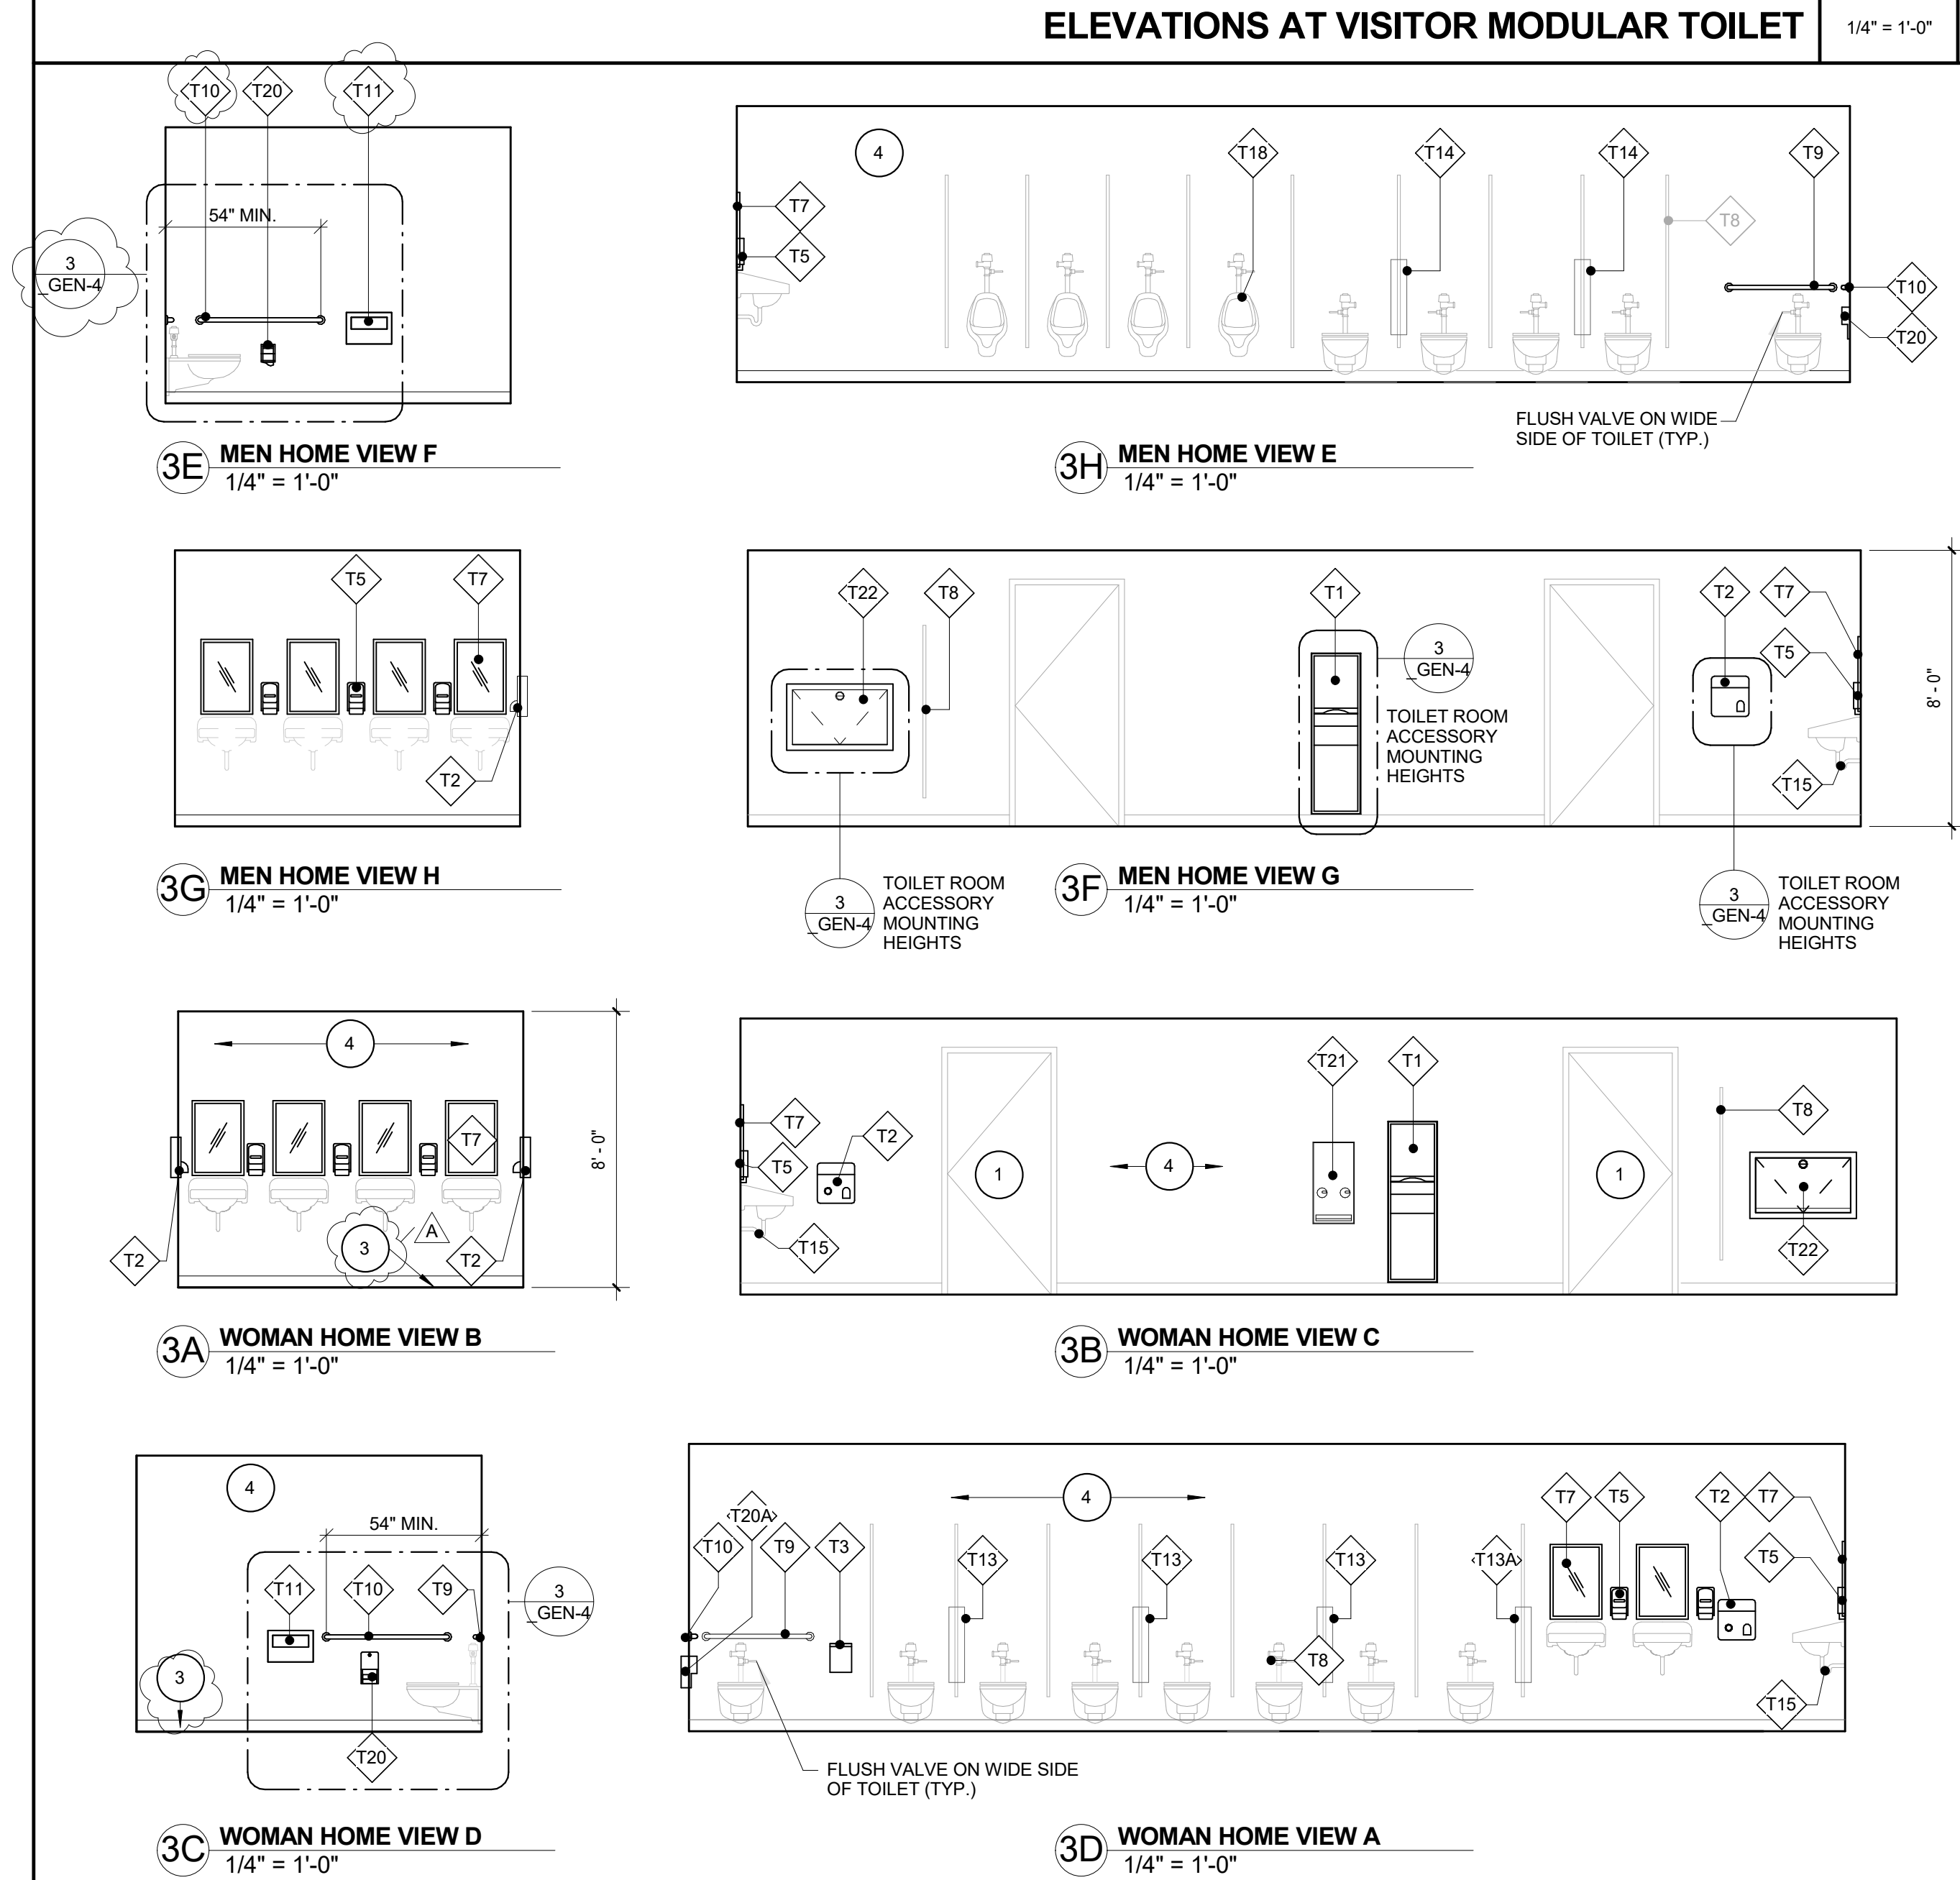 ELEVATIONS AT VISITOR MODULAR TOILET
1/4" = 1'-0"
T10
T20
T11
54" MIN.
3
_GEN-4
3E
MEN HOME VIEW F
1/4" = 1'-0"
4
T18
T14
T14
T9
T7
T5
T8
T10
T20
FLUSH VALVE ON WIDE
SIDE OF TOILET (TYP.)
3H
MEN HOME VIEW E
1/4" = 1'-0"
T5
T7
T2
3G
MEN HOME VIEW H
1/4" = 1'-0"
T22
T8
T1
3
_GEN-4
TOILET ROOM
ACCESSORY
MOUNTING
HEIGHTS
T2
T7
T5
T15
8' - 0"
3
_GEN-4
TOILET ROOM
ACCESSORY
MOUNTING
HEIGHTS
3F
MEN HOME VIEW G
1/4" = 1'-0"
3
_GEN-4
TOILET ROOM
ACCESSORY
MOUNTING
HEIGHTS
4
T7
8' - 0"
T2
3
A
T2
3A
WOMAN HOME VIEW B
1/4" = 1'-0"
T21
T1
T7
T2
T5
T15
1
4
1
T8
T22
3B
WOMAN HOME VIEW C
1/4" = 1'-0"
4
54" MIN.
T11
T10
T9
3
_GEN-4
3
T20
3C
WOMAN HOME VIEW D
1/4" = 1'-0"
4
T20A
T10
T9
T3
T13
T13
T13
T13A
T7
T5
T2
T7
T5
T8
T15
FLUSH VALVE ON WIDE SIDE
OF TOILET (TYP.)
3D
WOMAN HOME VIEW A
1/4" = 1'-0"